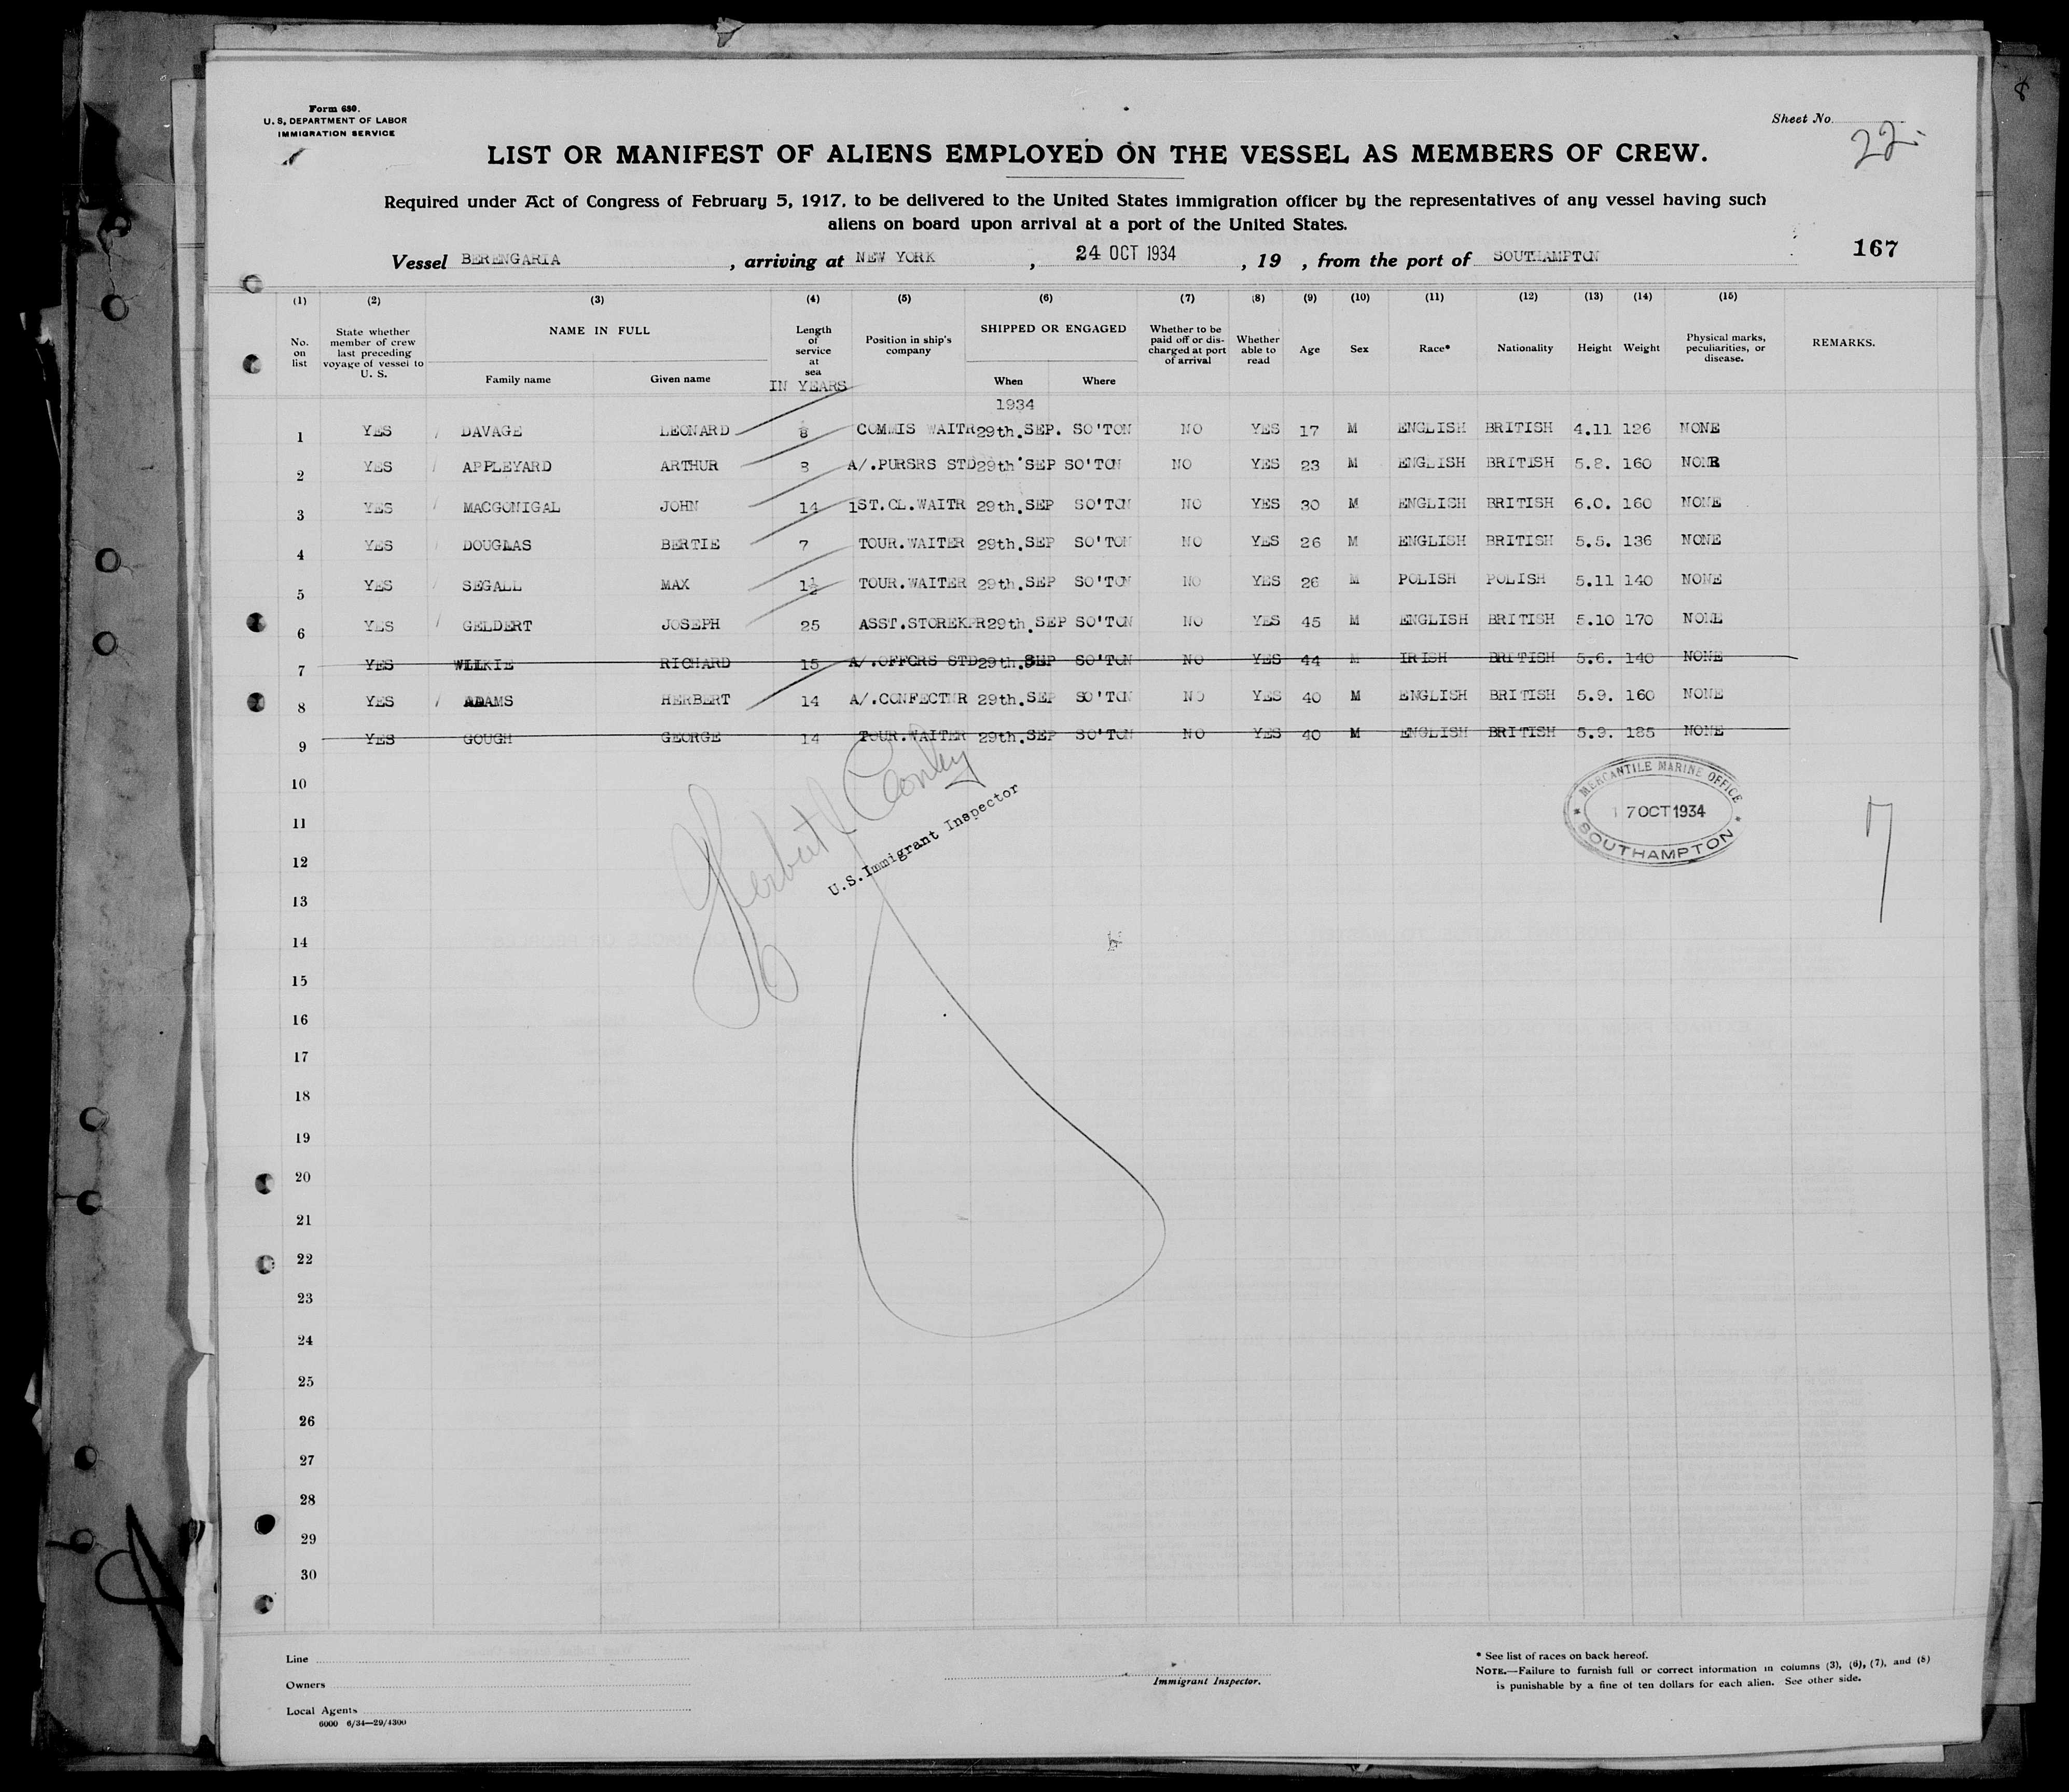 Form 680.
U. S. DEPARTMENT OF LABOR
IMMIGRATION SERVICE
Sheet No.
22
LIST OR MANIFEST OF ALIENS EMPLOYED ON THE VESSEL AS MEMBERS OF CREW.
Required under Act of Congress of February 5, 1917, to be delivered to the United States immigration officer by the representatives of any vessel having such
aliens on board upon arrival at a port of the United States.
167
Vessel BERENGARIA , arriving at NEW YORK , 24 OCT 1934 , 19 , from the port of SOUTHAMPTON
(1) (2) (3) (4) (5) (6) (7) (8) (9) (10) (11) (12) (13) (14) (15)
No. on list State whether member of crew last preceding voyage of vessel to U. S. NAME IN FULL Family name Given name Length of service at sea IN YEARS Position in ship's company SHIPPED OR ENGAGED When Where Whether to be paid off or discharged at port of arrival Whether able to read Age Sex Race* Nationality Height Weight Physical marks, peculiarities, or disease. REMARKS.
1934
1 YES DAVAGE LEONARD 8 COMMIS WAITR 29th.SEP. SO'TON NO YES 17 M ENGLISH BRITISH 4.11 126 NONE
2 YES APPLEYARD ARTHUR 3 A/.PURSRS STD 29th SEP SO'TON NO YES 23 M ENGLISH BRITISH 5.8. 160 NONE
3 YES MACGONIGAL JOHN 14 1ST.CL.WAITR 29th.SEP SO'TON NO YES 30 M ENGLISH BRITISH 6.0. 160 NONE
4 YES DOUGLAS BERTIE 7 TOUR.WAITER 29th.SEP SO'TON NO YES 26 M ENGLISH BRITISH 5.5. 136 NONE
5 YES SEGALL MAX 1½ TOUR.WAITER 29th.SEP SO'TON NO YES 26 M POLISH POLISH 5.11 140 NONE
6 YES GELDERT JOSEPH 25 ASST.STOREKPR 29th.SEP SO'TON NO YES 45 M ENGLISH BRITISH 5.10 170 NONE
7 YES WILKIE RICHARD 15 A/.OFFCRS STD 29th.SEP SO'TON NO YES 44 M IRISH BRITISH 5.6. 140 NONE
8 YES ADAMS HERBERT 14 A/.CONFECTNR 29th.SEP SO'TON NO YES 40 M ENGLISH BRITISH 5.9. 160 NONE
9 YES GOUGH GEORGE 14 TOUR.WAITER 29th.SEP SO'TON NO YES 40 M ENGLISH BRITISH 5.9. 185 NONE
Herbert
U.S.Immigrant Inspector
MERCANTILE MARINE OFFICE
17 OCT 1934
SOUTHAMPTON
7
10
11
12
13
14
15
16
17
18
19
20
21
22
23
24
25
26
27
28
29
30
Line
Owners
Local Agents
6000 6/34—29/4300
Immigrant Inspector.
* See list of races on back hereof.
NOTE.—Failure to furnish full or correct information in columns (3), (6), (7), and (8)
is punishable by a fine of ten dollars for each alien. See other side.